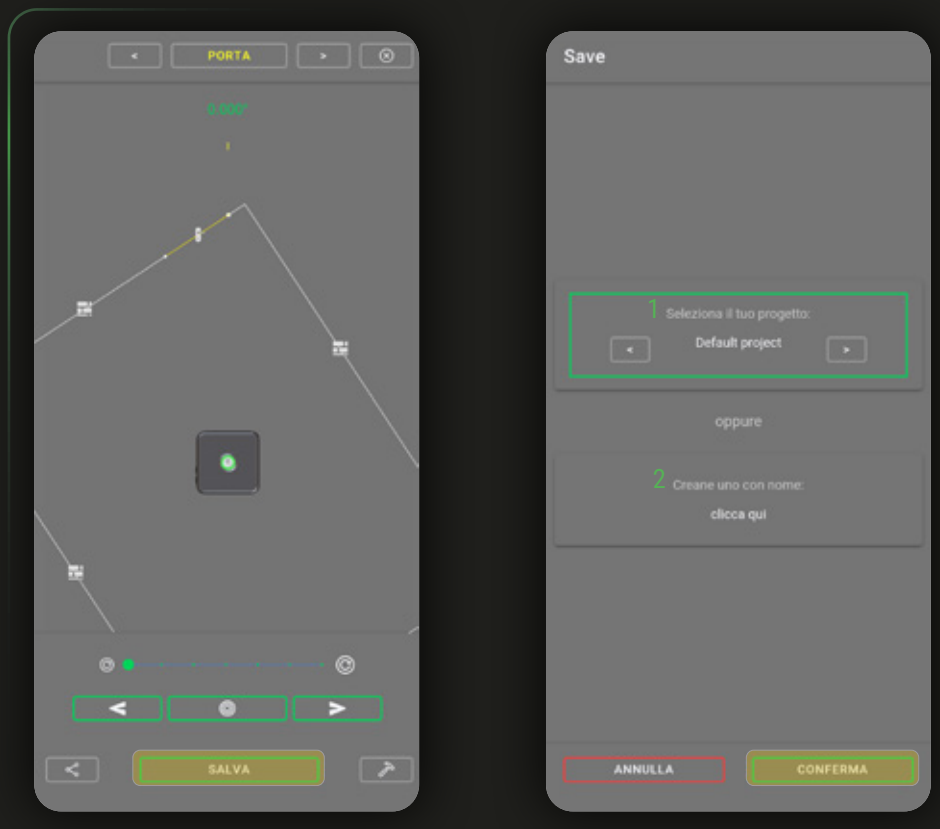 < PORTA >
0.000°
SALVA
Save
1 Seleziona il tuo progetto:
< Default project >
oppure
2 Creane uno con nome:
clicca qui
ANNULLA CONFERMA